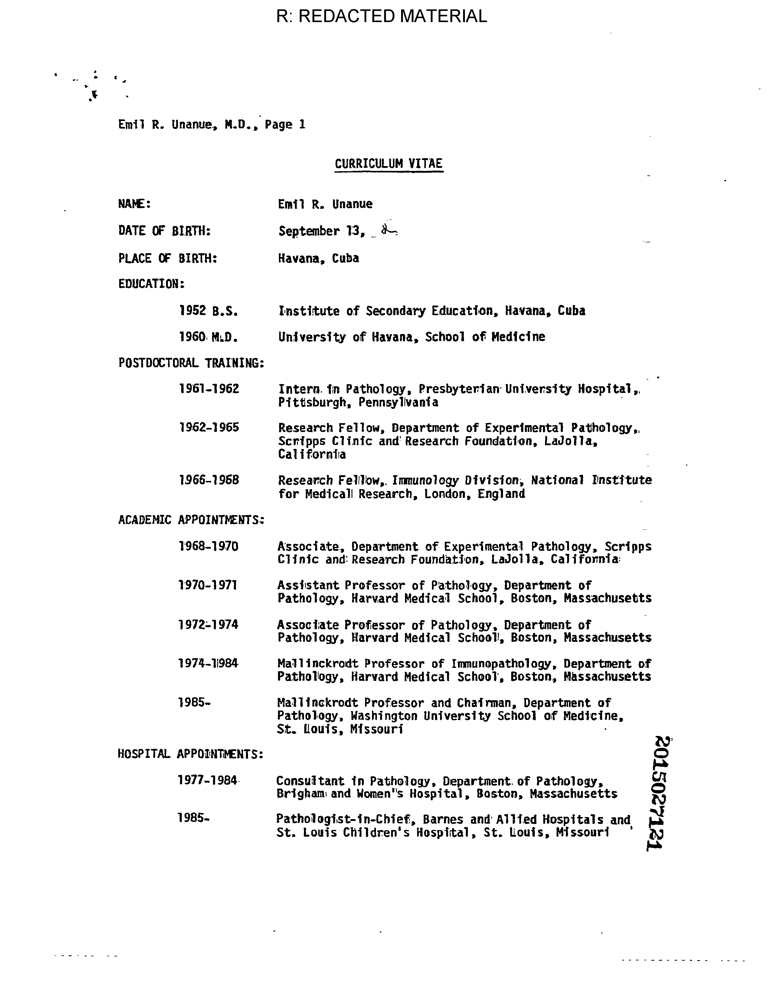 R: REDACTED MATERIAL
Emil R. Unanue, M.D., Page 1
CURRICULUM VITAE
NAME: Emil R. Unanue
DATE OF BIRTH: September 13,
PLACE OF BIRTH: Havana, Cuba
EDUCATION:
1952 B.S. Institute of Secondary Education, Havana, Cuba
1960 M.D. University of Havana, School of Medicine
POSTDOCTORAL TRAINING:
1961-1962 Intern in Pathology, Presbyterian University Hospital,
Pittsburgh, Pennsylvania
1962-1965 Research Fellow, Department of Experimental Pathology,
Scripps Clinic and Research Foundation, LaJolla,
California
1966-1968 Research Fellow, Immunology Division, National Institute
for Medical Research, London, England
ACADEMIC APPOINTMENTS:
1968-1970 Associate, Department of Experimental Pathology, Scripps
Clinic and Research Foundation, LaJolla, California
1970-1971 Assistant Professor of Pathology, Department of
Pathology, Harvard Medical School, Boston, Massachusetts
1972-1974 Associate Professor of Pathology, Department of
Pathology, Harvard Medical School, Boston, Massachusetts
1974-1984 Mallinckrodt Professor of Immunopathology, Department of
Pathology, Harvard Medical School, Boston, Massachusetts
1985- Mallinckrodt Professor and Chairman, Department of
Pathology, Washington University School of Medicine,
St. Louis, Missouri
HOSPITAL APPOINTMENTS:
1977-1984 Consultant in Pathology, Department of Pathology,
Brigham and Women"s Hospital, Boston, Massachusetts
1985- Pathologist-in-Chief, Barnes and Allied Hospitals and
St. Louis Children's Hospital, St. Louis, Missouri
2015027121